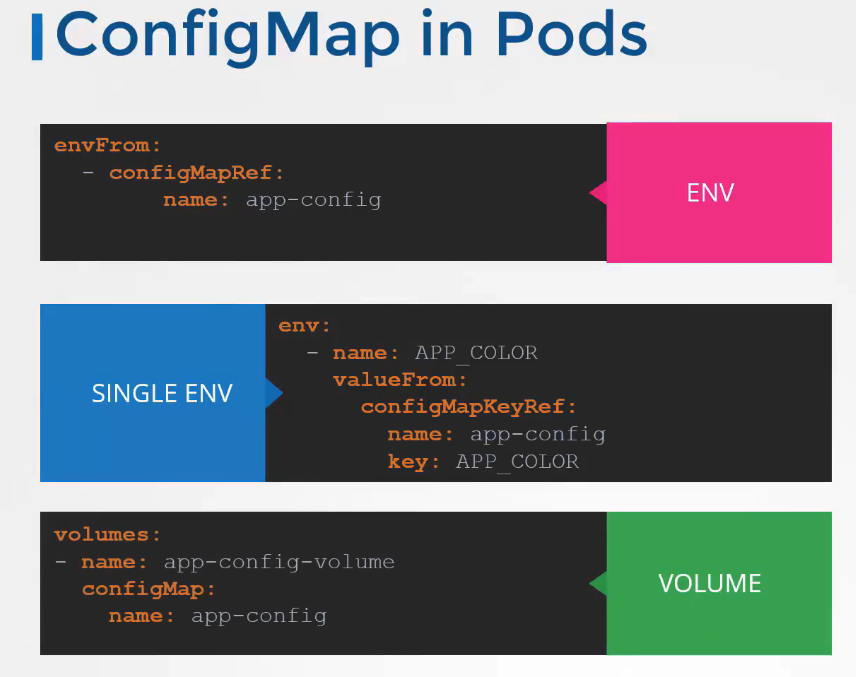 ConfigMap in Pods
envFrom:
  - configMapRef:
        name: app-config
ENV
SINGLE ENV
env:
  - name: APP_COLOR
    valueFrom:
      configMapKeyRef:
        name: app-config
        key: APP_COLOR
volumes:
- name: app-config-volume
  configMap:
    name: app-config
VOLUME